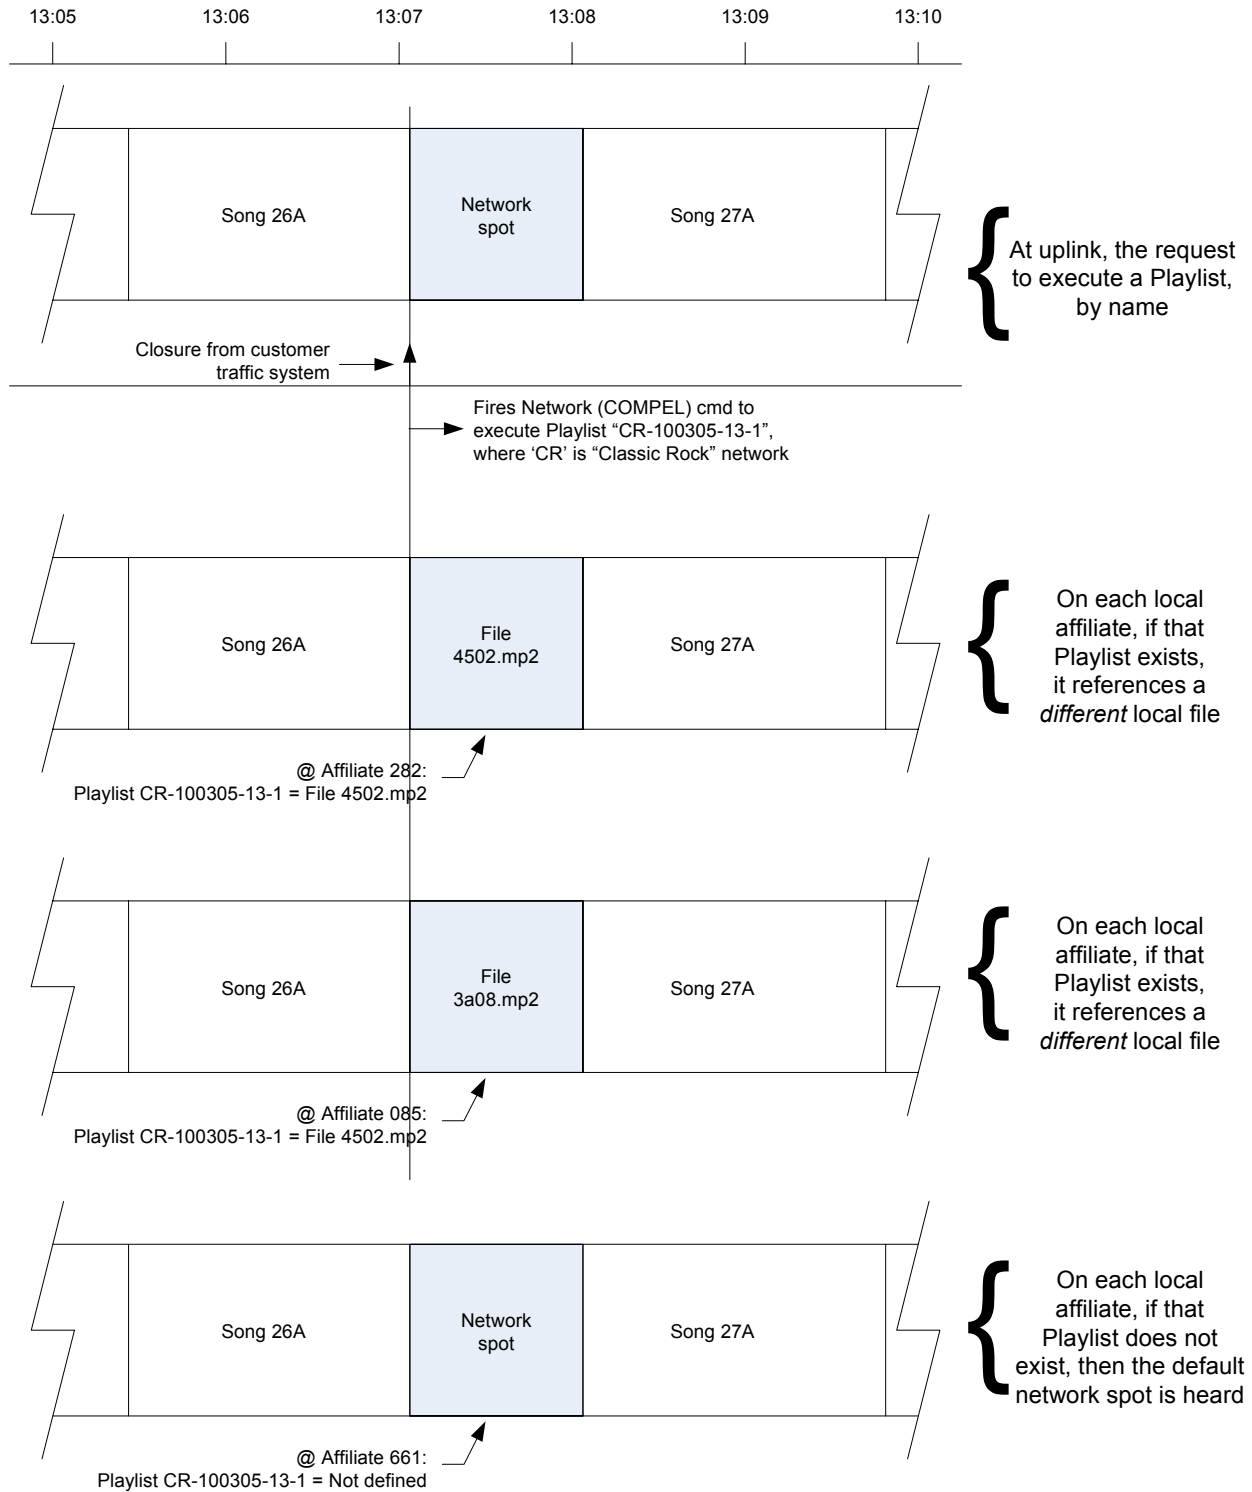 13:05 13:06 13:07 13:08 13:09 13:10
Song 26A
Network
spot
Song 27A
At uplink, the request
to execute a Playlist,
by name
Closure from customer
traffic system
Fires Network (COMPEL) cmd to
execute Playlist “CR-100305-13-1”,
where ‘CR’ is “Classic Rock” network
Song 26A
File
4502.mp2
Song 27A
On each local
affiliate, if that
Playlist exists,
it references a
different local file
@ Affiliate 282:
Playlist CR-100305-13-1 = File 4502.mp2
Song 26A
File
3a08.mp2
Song 27A
On each local
affiliate, if that
Playlist exists,
it references a
different local file
@ Affiliate 085:
Playlist CR-100305-13-1 = File 4502.mp2
Song 26A
Network
spot
Song 27A
On each local
affiliate, if that
Playlist does not
exist, then the default
network spot is heard
@ Affiliate 661:
Playlist CR-100305-13-1 = Not defined